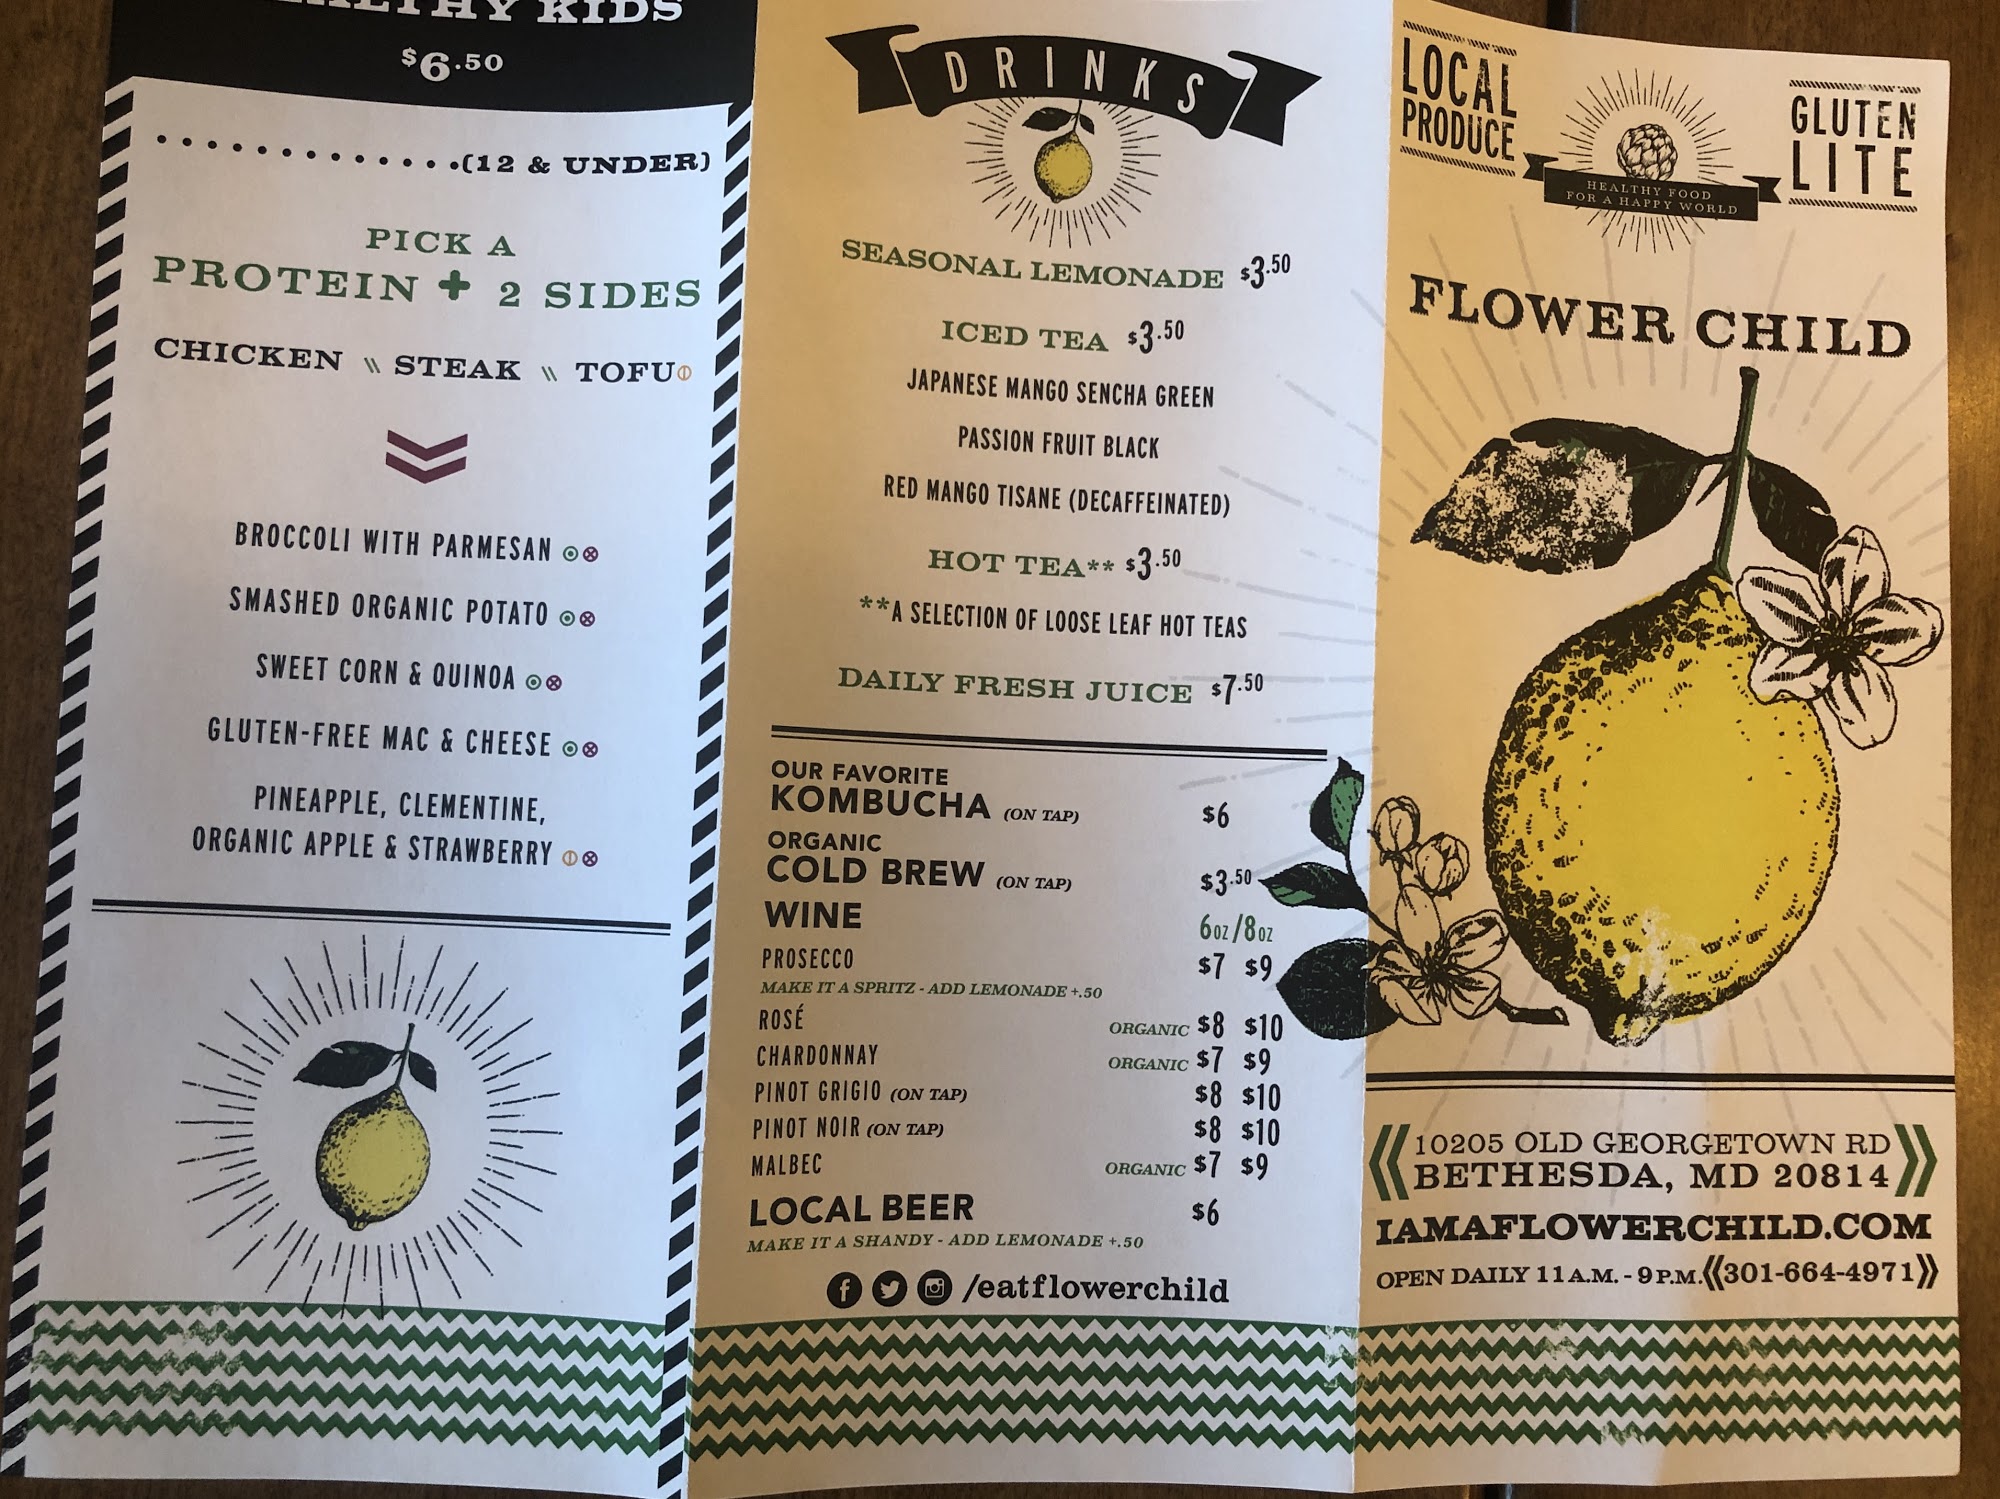 HEALTHY KIDS
$6.50
(12 & UNDER)
PICK A
PROTEIN + 2 SIDES
CHICKEN \\ STEAK \\ TOFU
BROCCOLI WITH PARMESAN
SMASHED ORGANIC POTATO
SWEET CORN & QUINOA
GLUTEN-FREE MAC & CHEESE
PINEAPPLE, CLEMENTINE,
ORGANIC APPLE & STRAWBERRY
DRINKS
SEASONAL LEMONADE $3.50
ICED TEA $3.50
JAPANESE MANGO SENCHA GREEN
PASSION FRUIT BLACK
RED MANGO TISANE (DECAFFEINATED)
HOT TEA** $3.50
**A SELECTION OF LOOSE LEAF HOT TEAS
DAILY FRESH JUICE $7.50
OUR FAVORITE
KOMBUCHA (ON TAP) $6
ORGANIC
COLD BREW (ON TAP) $3.50
WINE 6OZ/8OZ
PROSECCO $7 $9
MAKE IT A SPRITZ - ADD LEMONADE +.50
ROSÉ ORGANIC $8 $10
CHARDONNAY ORGANIC $7 $9
PINOT GRIGIO (ON TAP) $8 $10
PINOT NOIR (ON TAP) $8 $10
MALBEC ORGANIC $7 $9
LOCAL BEER $6
MAKE IT A SHANDY - ADD LEMONADE +.50
/eatflowerchild
LOCAL
PRODUCE
HEALTHY FOOD
FOR A HAPPY WORLD
GLUTEN
LITE
FLOWER CHILD
10205 OLD GEORGETOWN RD
BETHESDA, MD 20814
IAMAFLOWERCHILD.COM
OPEN DAILY 11 A.M. - 9 P.M. 301-664-4971